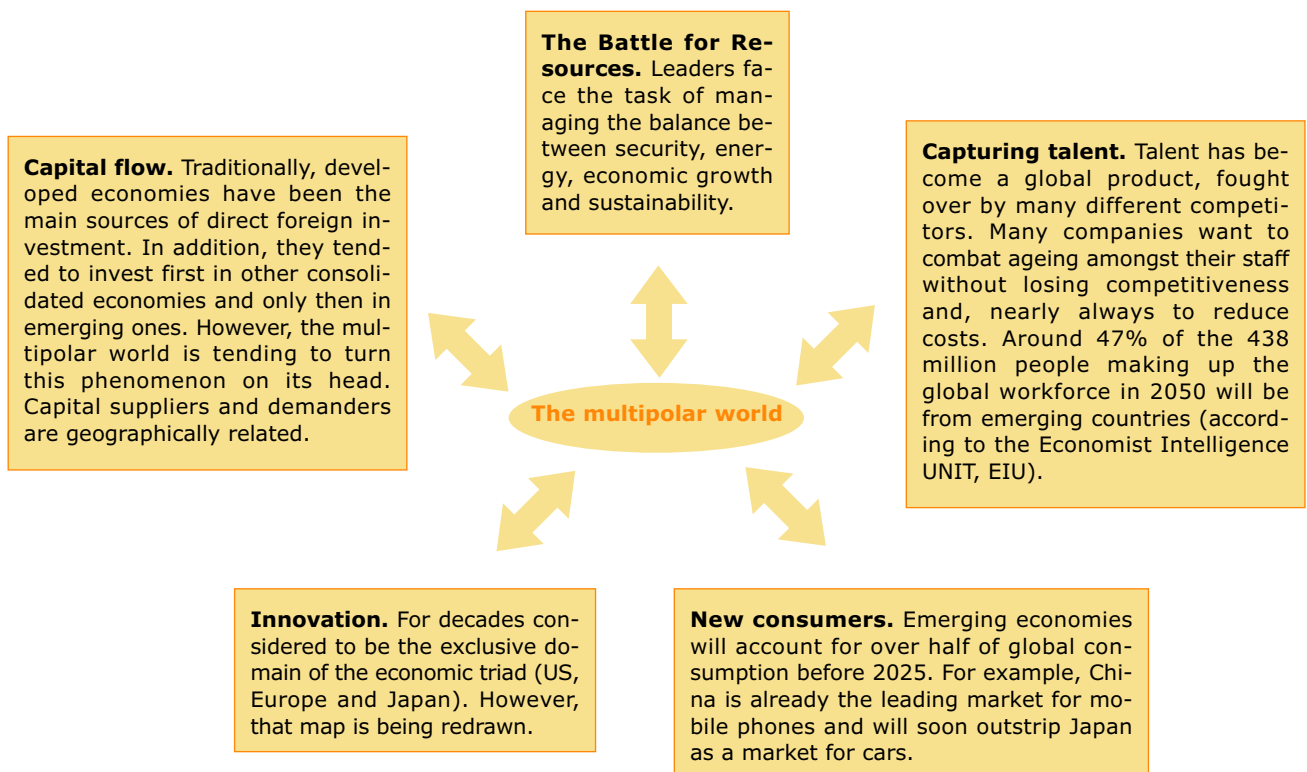 The Battle for Re-
sources. Leaders fa-
ce the task of man-
aging the balance be-
tween security, ener-
gy, economic growth
and sustainability.
Capital flow. Traditionally, devel-
oped economies have been the
main sources of direct foreign in-
vestment. In addition, they tend-
ed to invest first in other consoli-
dated economies and only then in
emerging ones. However, the mul-
tipolar world is tending to turn
this phenomenon on its head.
Capital suppliers and demanders
are geographically related.
Capturing talent. Talent has be-
come a global product, fought
over by many different competi-
tors. Many companies want to
combat ageing amongst their staff
without losing competitiveness
and, nearly always to reduce
costs. Around 47% of the 438
million people making up the
global workforce in 2050 will be
from emerging countries (accord-
ing to the Economist Intelligence
UNIT, EIU).
The multipolar world
Innovation. For decades con-
sidered to be the exclusive do-
main of the economic triad (US,
Europe and Japan). However,
that map is being redrawn.
New consumers. Emerging economies
will account for over half of global con-
sumption before 2025. For example, Chi-
na is already the leading market for mo-
bile phones and will soon outstrip Japan
as a market for cars.